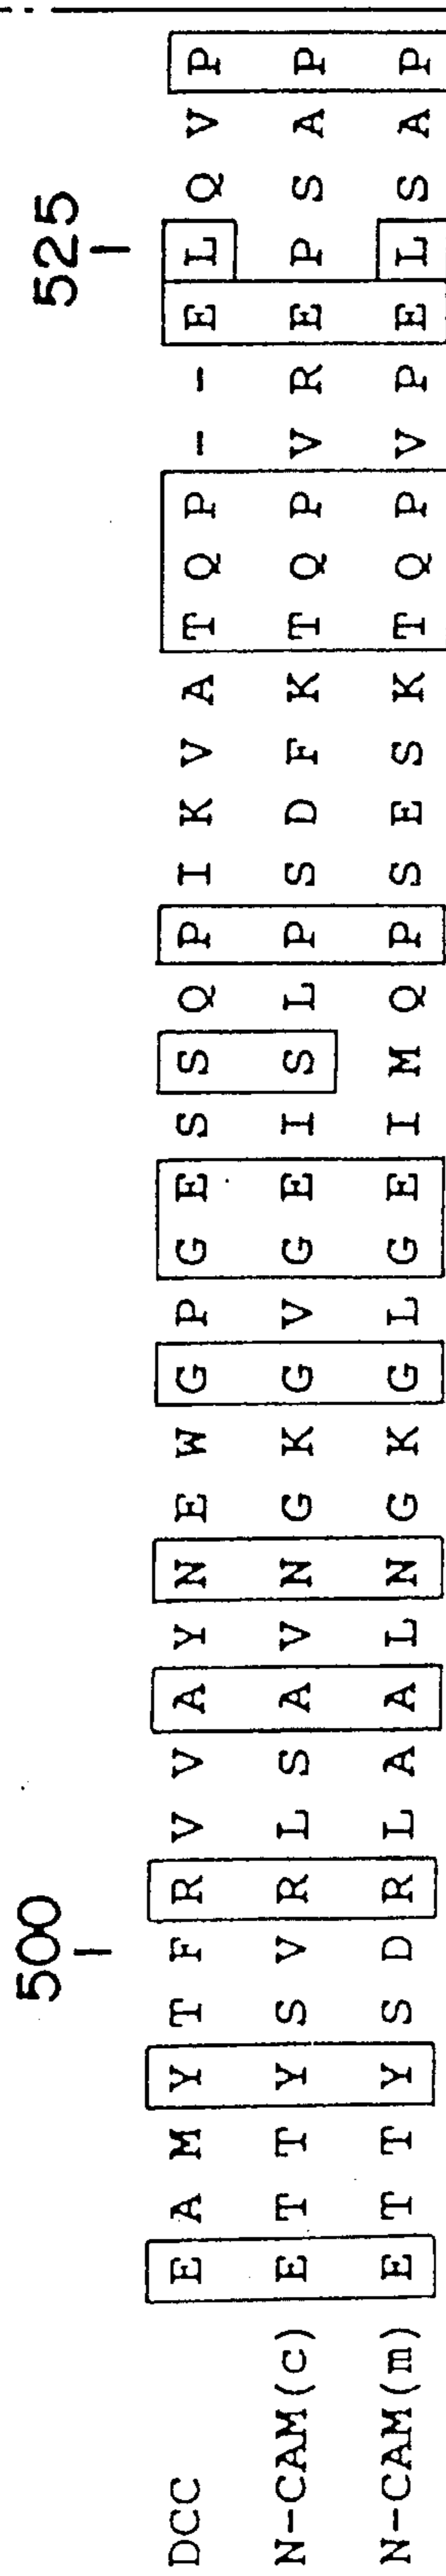 500 525
DCC E A M Y T F R V V A Y N E W G P G E S S Q P I K V A T Q P - - E L Q V P
N-CAM(c) E T T Y S V R L S A V N G K G V G E I S L P S D F K T Q P V R E P S A P
N-CAM(m) E T T Y S D R L A A L N G K G L G E I M Q P S E S K T Q P V P E L S A P